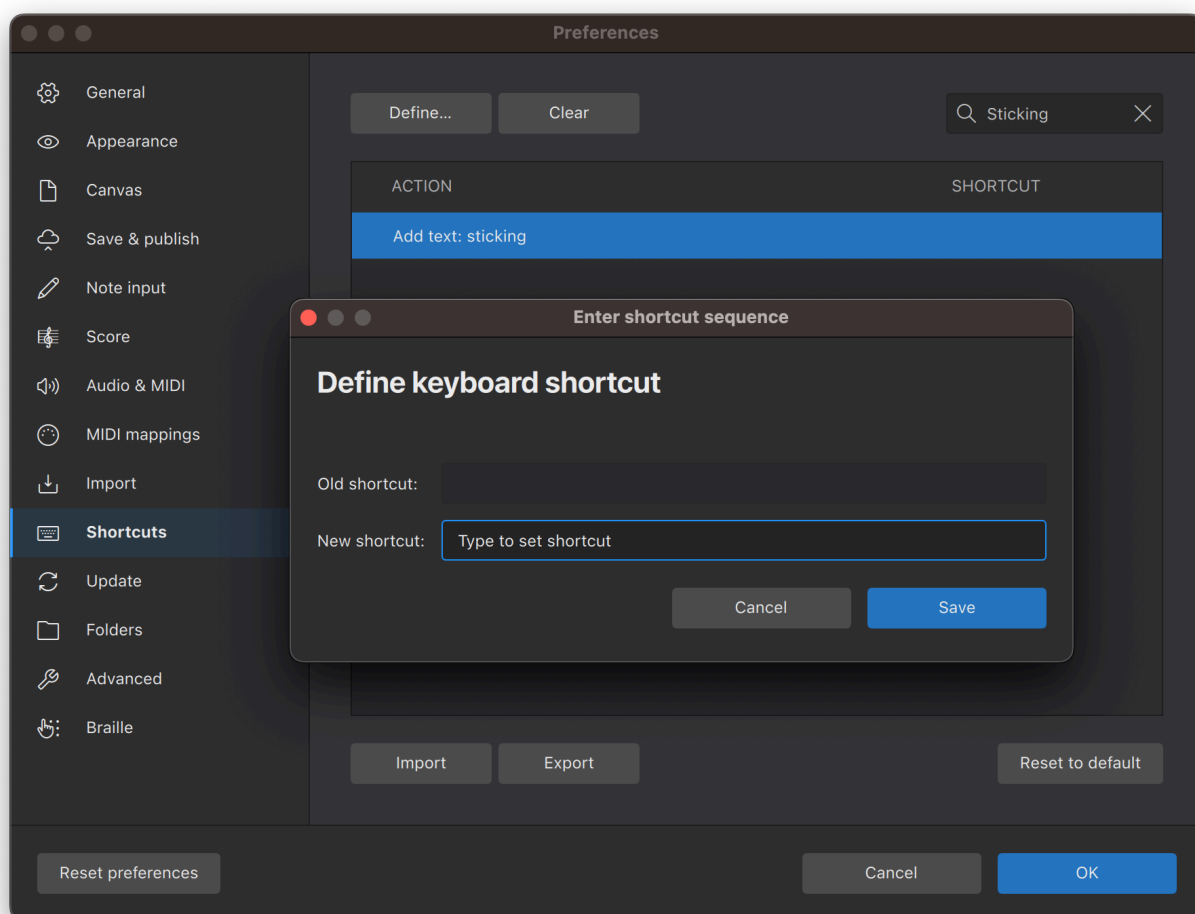 Preferences
General
Appearance
Canvas
Save & publish
Note input
Score
Audio & MIDI
MIDI mappings
Import
Shortcuts
Update
Folders
Advanced
Braille
Define...
Clear
Sticking
ACTION
SHORTCUT
Add text: sticking
Enter shortcut sequence
Define keyboard shortcut
Old shortcut:
New shortcut:
Type to set shortcut
Cancel
Save
Import
Export
Reset to default
Reset preferences
Cancel
OK